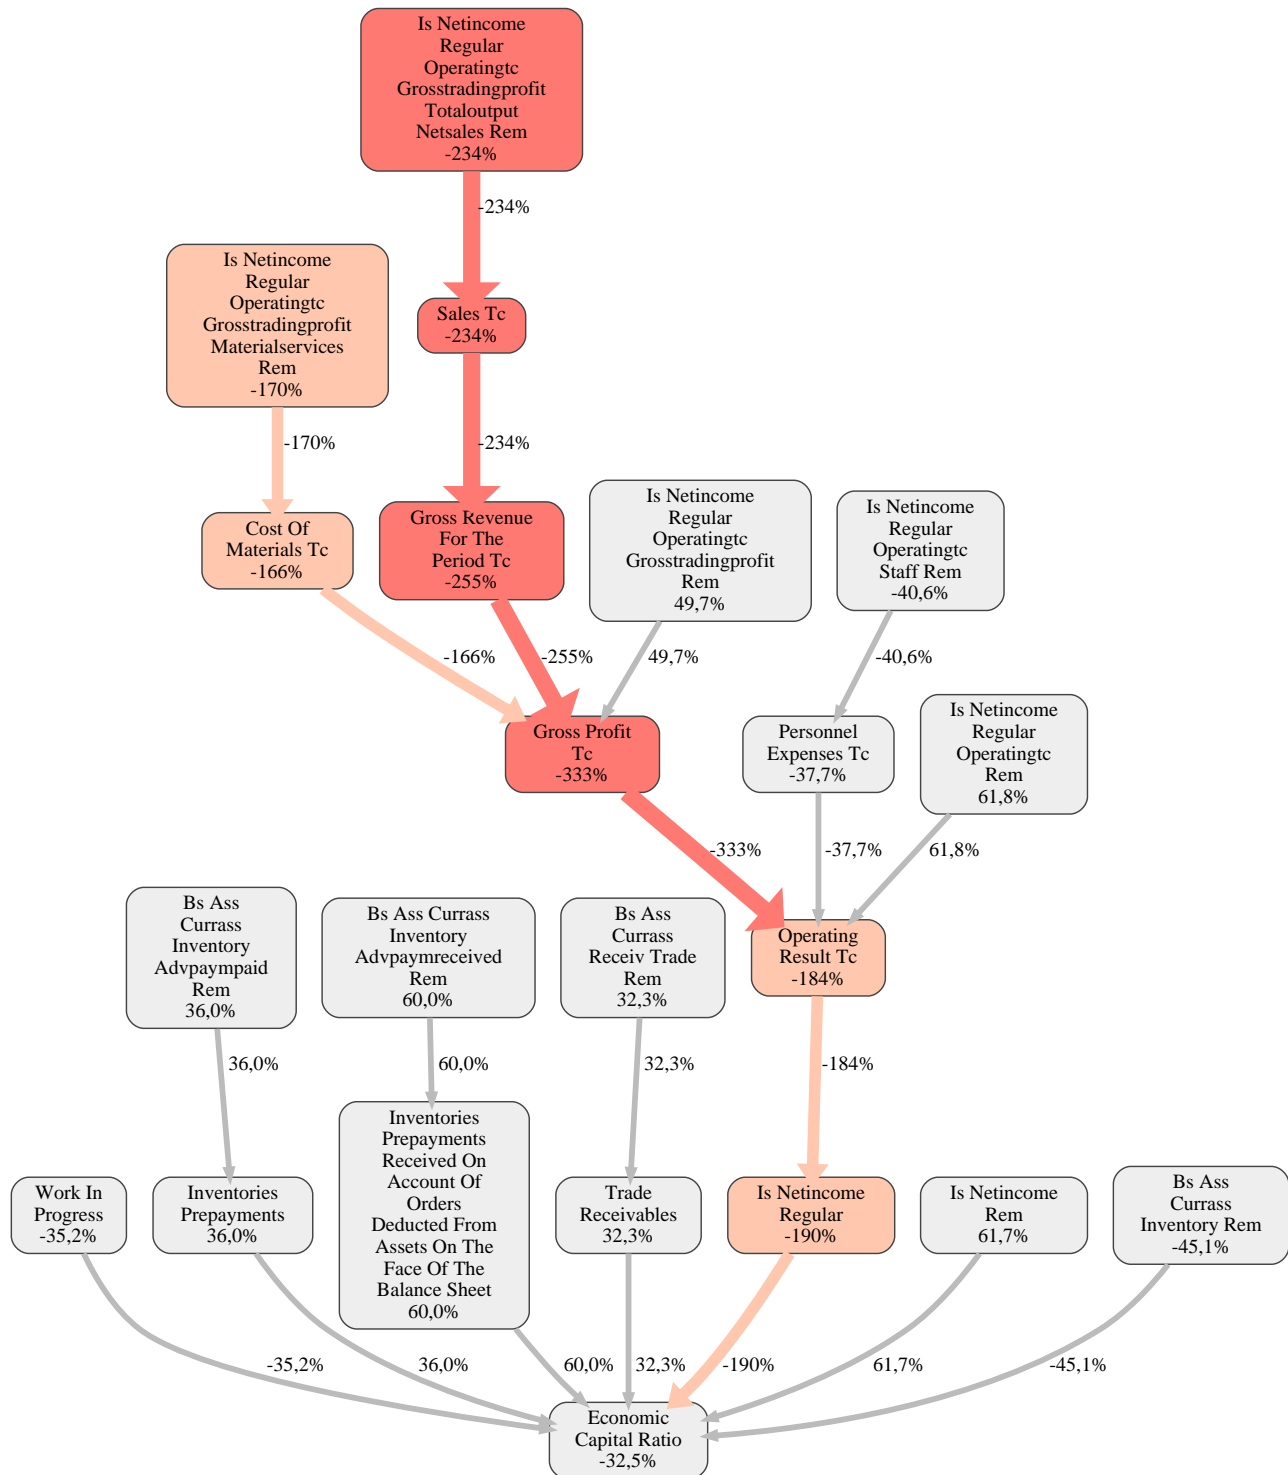 Is Netincome
Regular
Operatingtc
Grosstradingprofit
Totaloutput
Netsales Rem
-234%
-234%
Is Netincome
Regular
Operatingtc
Grosstradingprofit
Materialservices
Rem
-170%
Sales Tc
-234%
-170%
-234%
Cost Of
Materials Tc
-166%
Gross Revenue
For The
Period Tc
-255%
Is Netincome
Regular
Operatingtc
Grosstradingprofit
Rem
49,7%
Is Netincome
Regular
Operatingtc
Staff Rem
-40,6%
-166%
-255%
49,7%
-40,6%
Gross Profit
Tc
-333%
Personnel
Expenses Tc
-37,7%
Is Netincome
Regular
Operatingtc
Rem
61,8%
-333%
-37,7%
61,8%
Bs Ass
Currass
Inventory
Advpaympaid
Rem
36,0%
Bs Ass Currass
Inventory
Advpaymreceived
Rem
60,0%
Bs Ass
Currass
Receiv Trade
Rem
32,3%
Operating
Result Tc
-184%
36,0%
60,0%
32,3%
-184%
Work In
Progress
-35,2%
Inventories
Prepayments
36,0%
Inventories
Prepayments
Received On
Account Of
Orders
Deducted From
Assets On The
Face Of The
Balance Sheet
60,0%
Trade
Receivables
32,3%
Is Netincome
Regular
-190%
Is Netincome
Rem
61,7%
Bs Ass
Currass
Inventory Rem
-45,1%
-35,2%
36,0%
60,0%
32,3%
-190%
61,7%
-45,1%
Economic
Capital Ratio
-32,5%